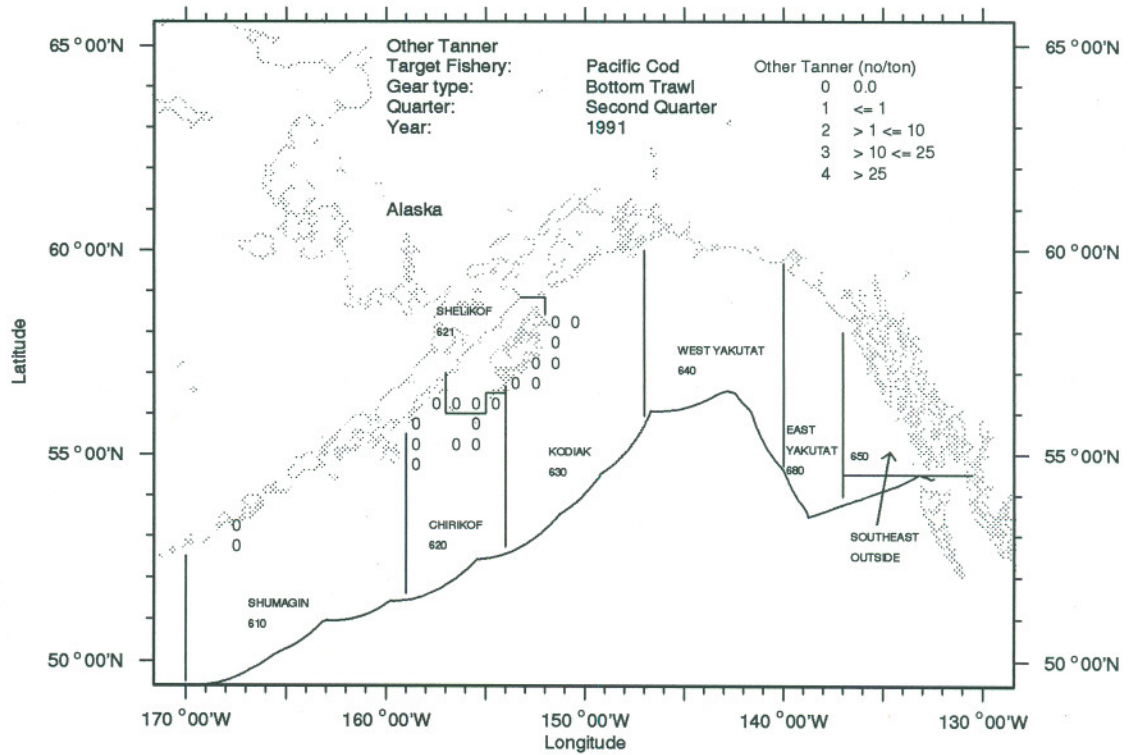 65 °00'N
65 °00'N
Other Tanner
Target Fishery: Pacific Cod
Gear type: Bottom Trawl
Quarter: Second Quarter
Year: 1991
Other Tanner (no/ton)
0 0.0
1 <= 1
2 > 1 <= 10
3 > 10 <= 25
4 > 25
Alaska
60 °00'N
60 °00'N
SHELIKOF
621
0 0
0
0 0
0 0
WEST YAKUTAT
640
0 0 0 0
0 0
0 0 0
0
EAST
YAKUTAT
680
650
55 °00'N
55 °00'N
KODIAK
630
0
0
CHIRIKOF
620
SOUTHEAST
OUTSIDE
SHUMAGIN
610
50 °00'N
50 °00'N
170 °00'W
160 °00'W
150 °00'W
140 °00'W
130 °00'W
Longitude
Latitude